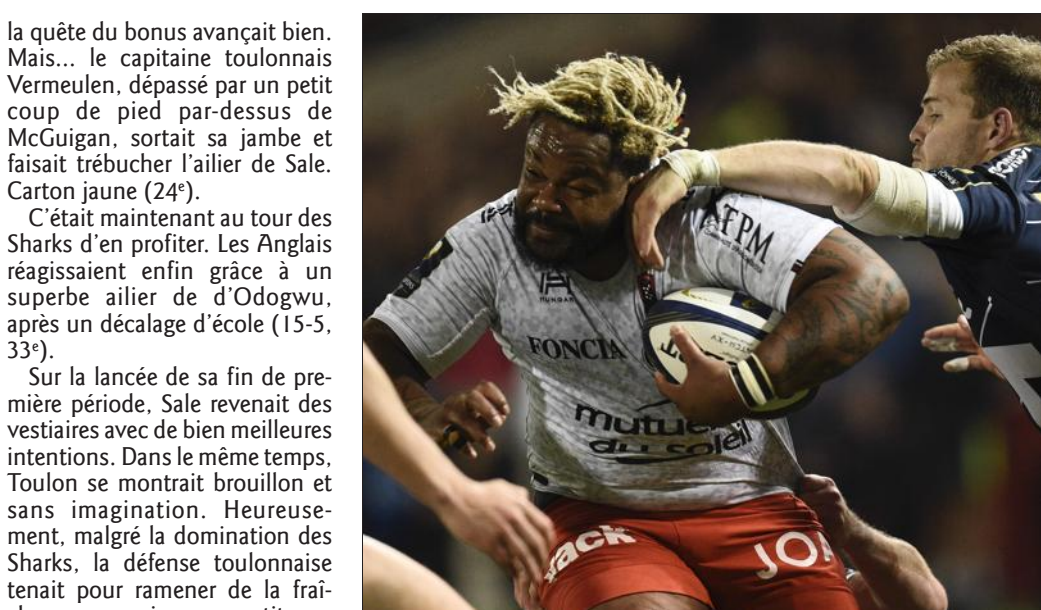 la quête du bonus avançait bien.
Mais... le capitaine toulonnais
Vermeulen, dépassé par un petit
coup de pied par-dessus de
McGuigan, sortait sa jambe et
faisait trébucher l'ailier de Sale.
Carton jaune (24e).
C'était maintenant au tour des
Sharks d'en profiter. Les Anglais
réagissaient enfin grâce à un
superbe ailier de d'Odogwu,
après un décalage d'école (15-5,
33e).
Sur la lancée de sa fin de pre-
mière période, Sale revenait des
vestiaires avec de bien meilleures
intentions. Dans le même temps,
Toulon se montrait brouillon et
sans imagination. Heureuse-
ment, malgré la domination des
Sharks, la défense toulonnaise
tenait pour ramener de la fraî-
AFPM
HUNGAR
FONCIA
mutuelle
du soleil
rack
JOA